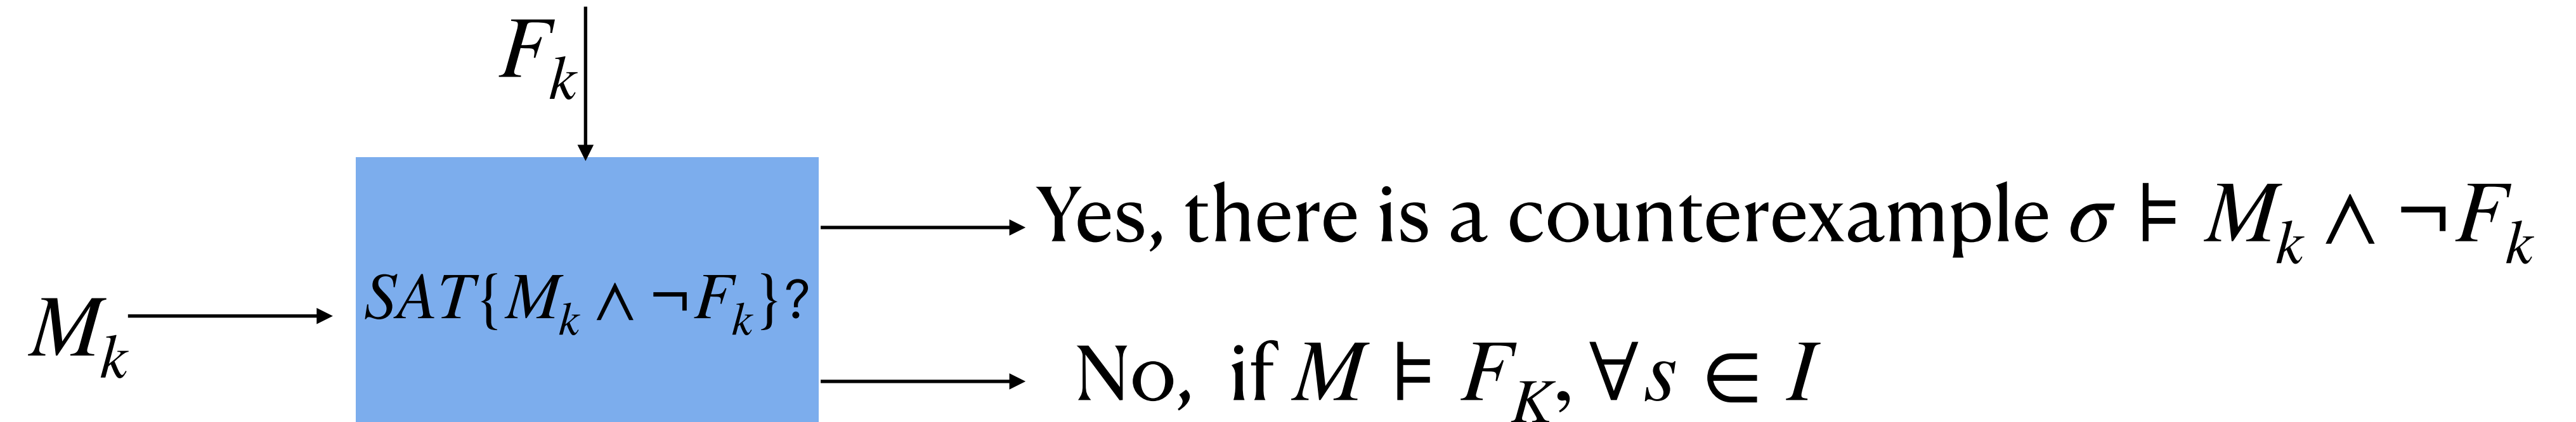 F_k
Yes, there is a counterexample σ ⊨ M_k ∧ ¬F_k
SAT{M_k ∧ ¬F_k}?
M_k
No, if M ⊨ F_K, ∀s ∈ I